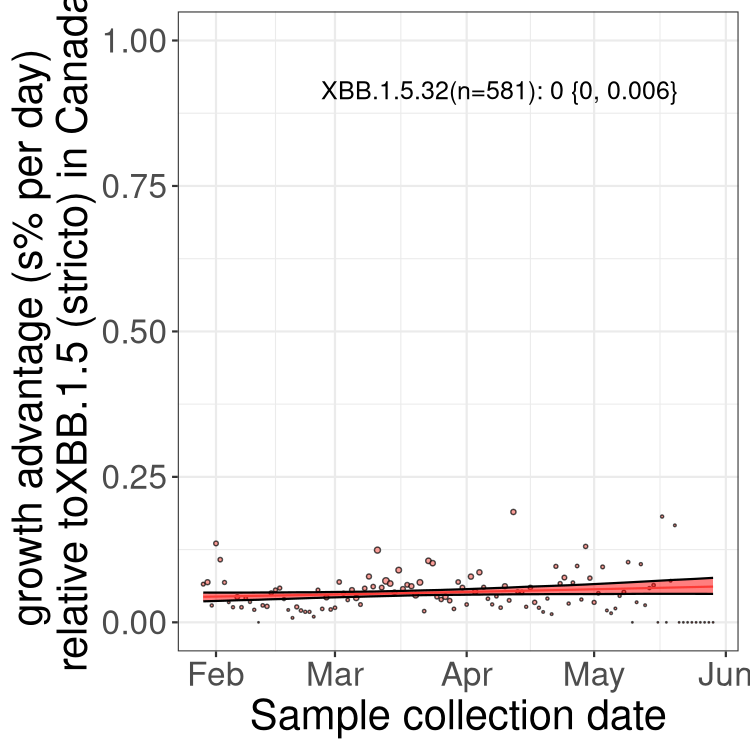 growth advantage (s% per day)
relative toXBB.1.5 (stricto) in Canada
1.00
0.75
0.50
0.25
0.00
XBB.1.5.32(n=581): 0 {0, 0.006}
Feb Mar Apr May Jun
Sample collection date